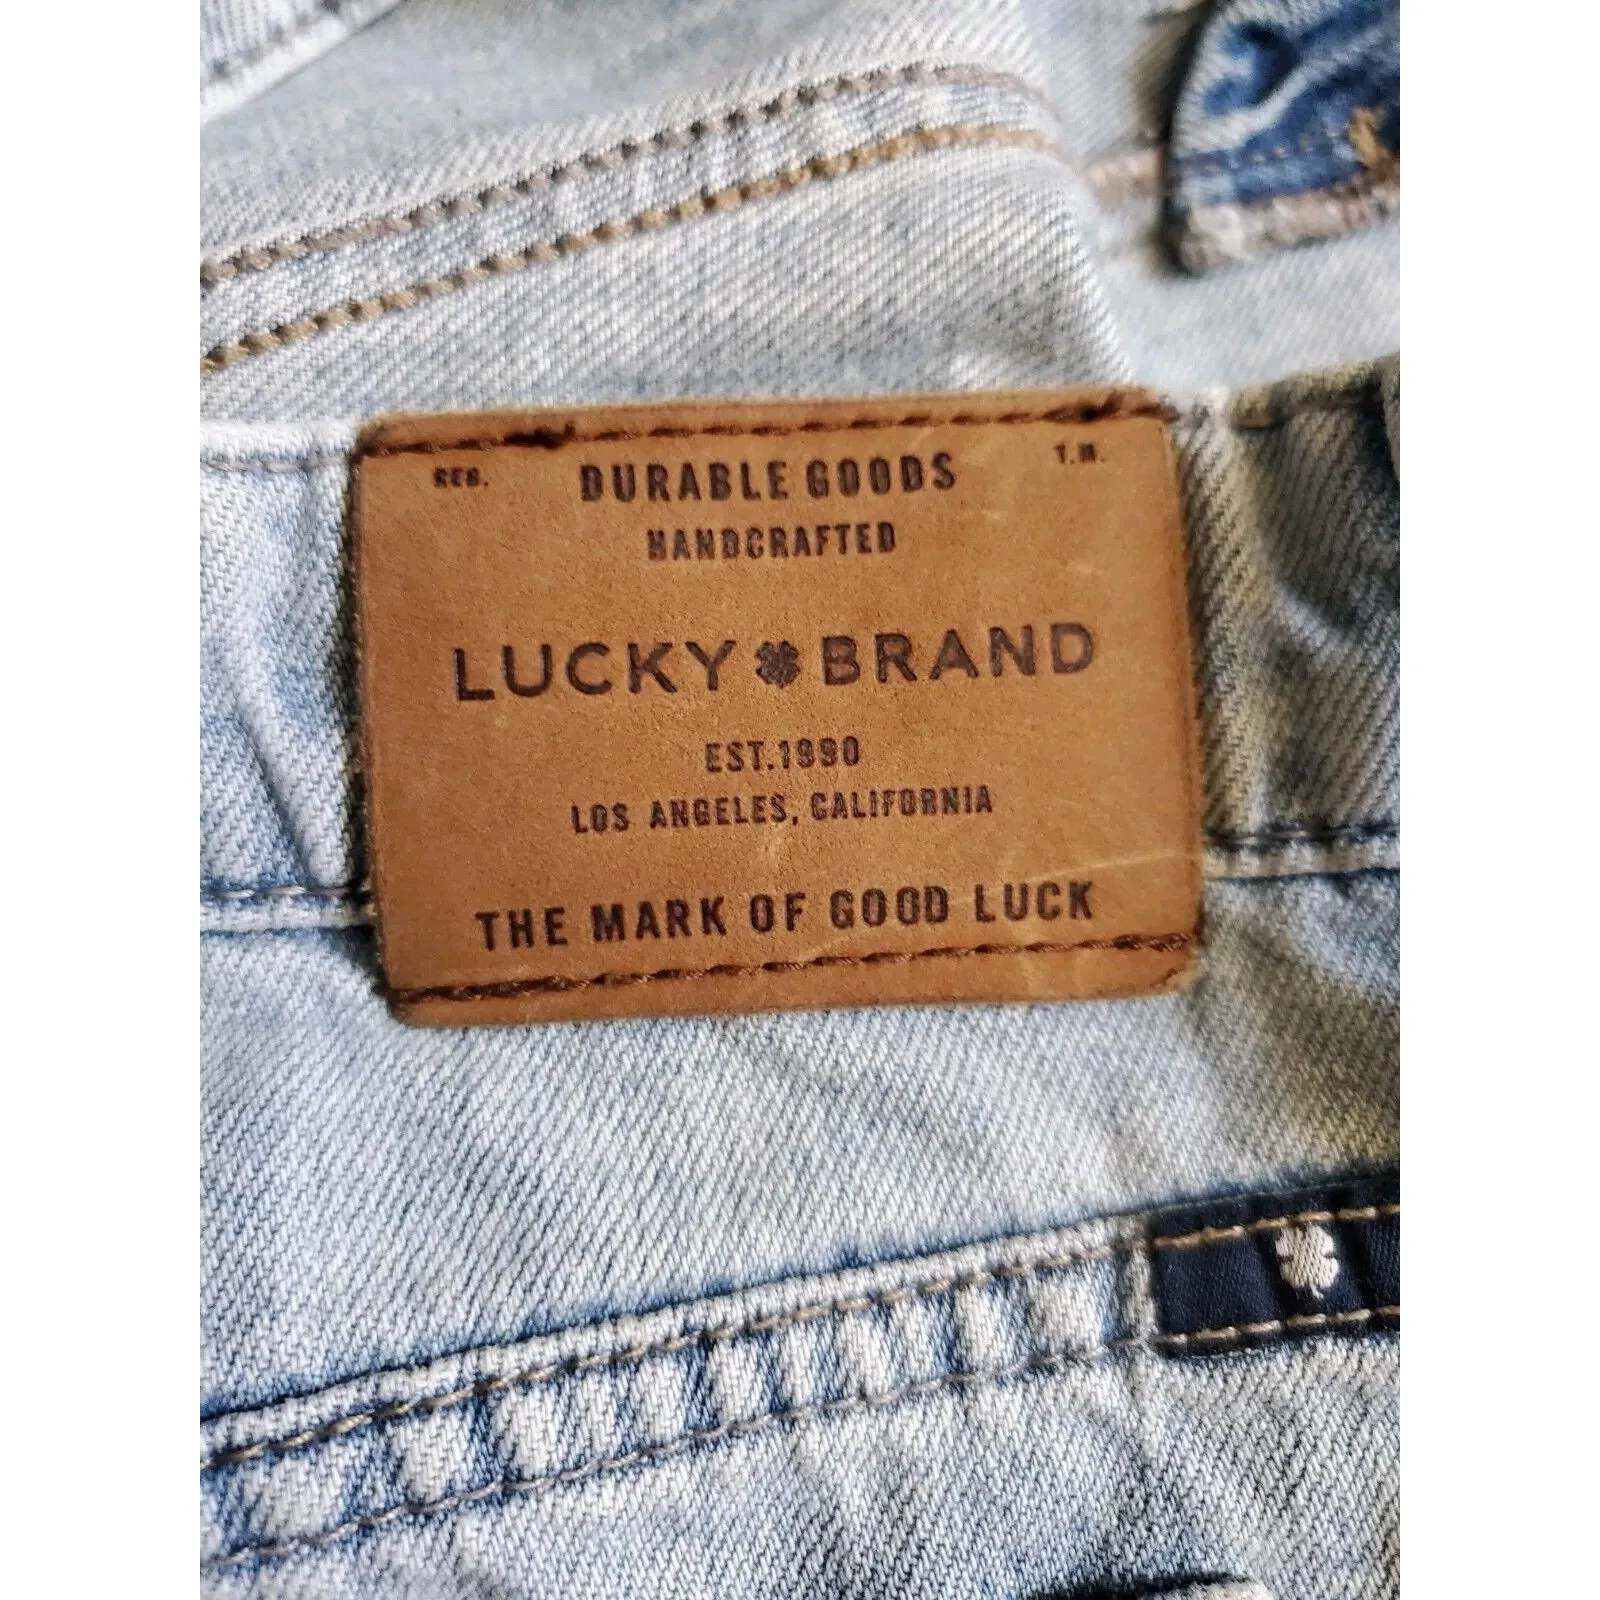 REG. DURABLE GOODS T.M.
HANDCRAFTED
LUCKY BRAND
EST.1990
LOS ANGELES, CALIFORNIA
THE MARK OF GOOD LUCK